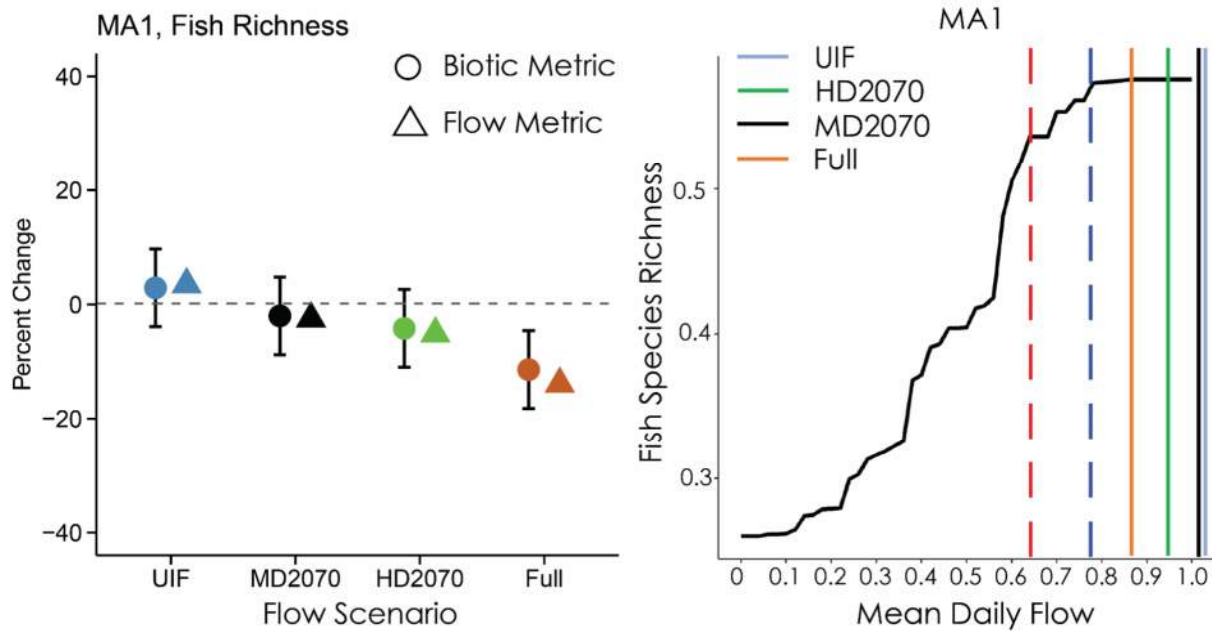 MA1, Fish Richness
Biotic Metric
Flow Metric
Percent Change
40
20
0
−20
−40
UIF
MD2070
HD2070
Full
Flow Scenario
MA1
UIF
HD2070
MD2070
Full
Fish Species Richness
0.5
0.4
0.3
0
0.1
0.2
0.3
0.4
0.5
0.6
0.7
0.8
0.9
1.0
Mean Daily Flow